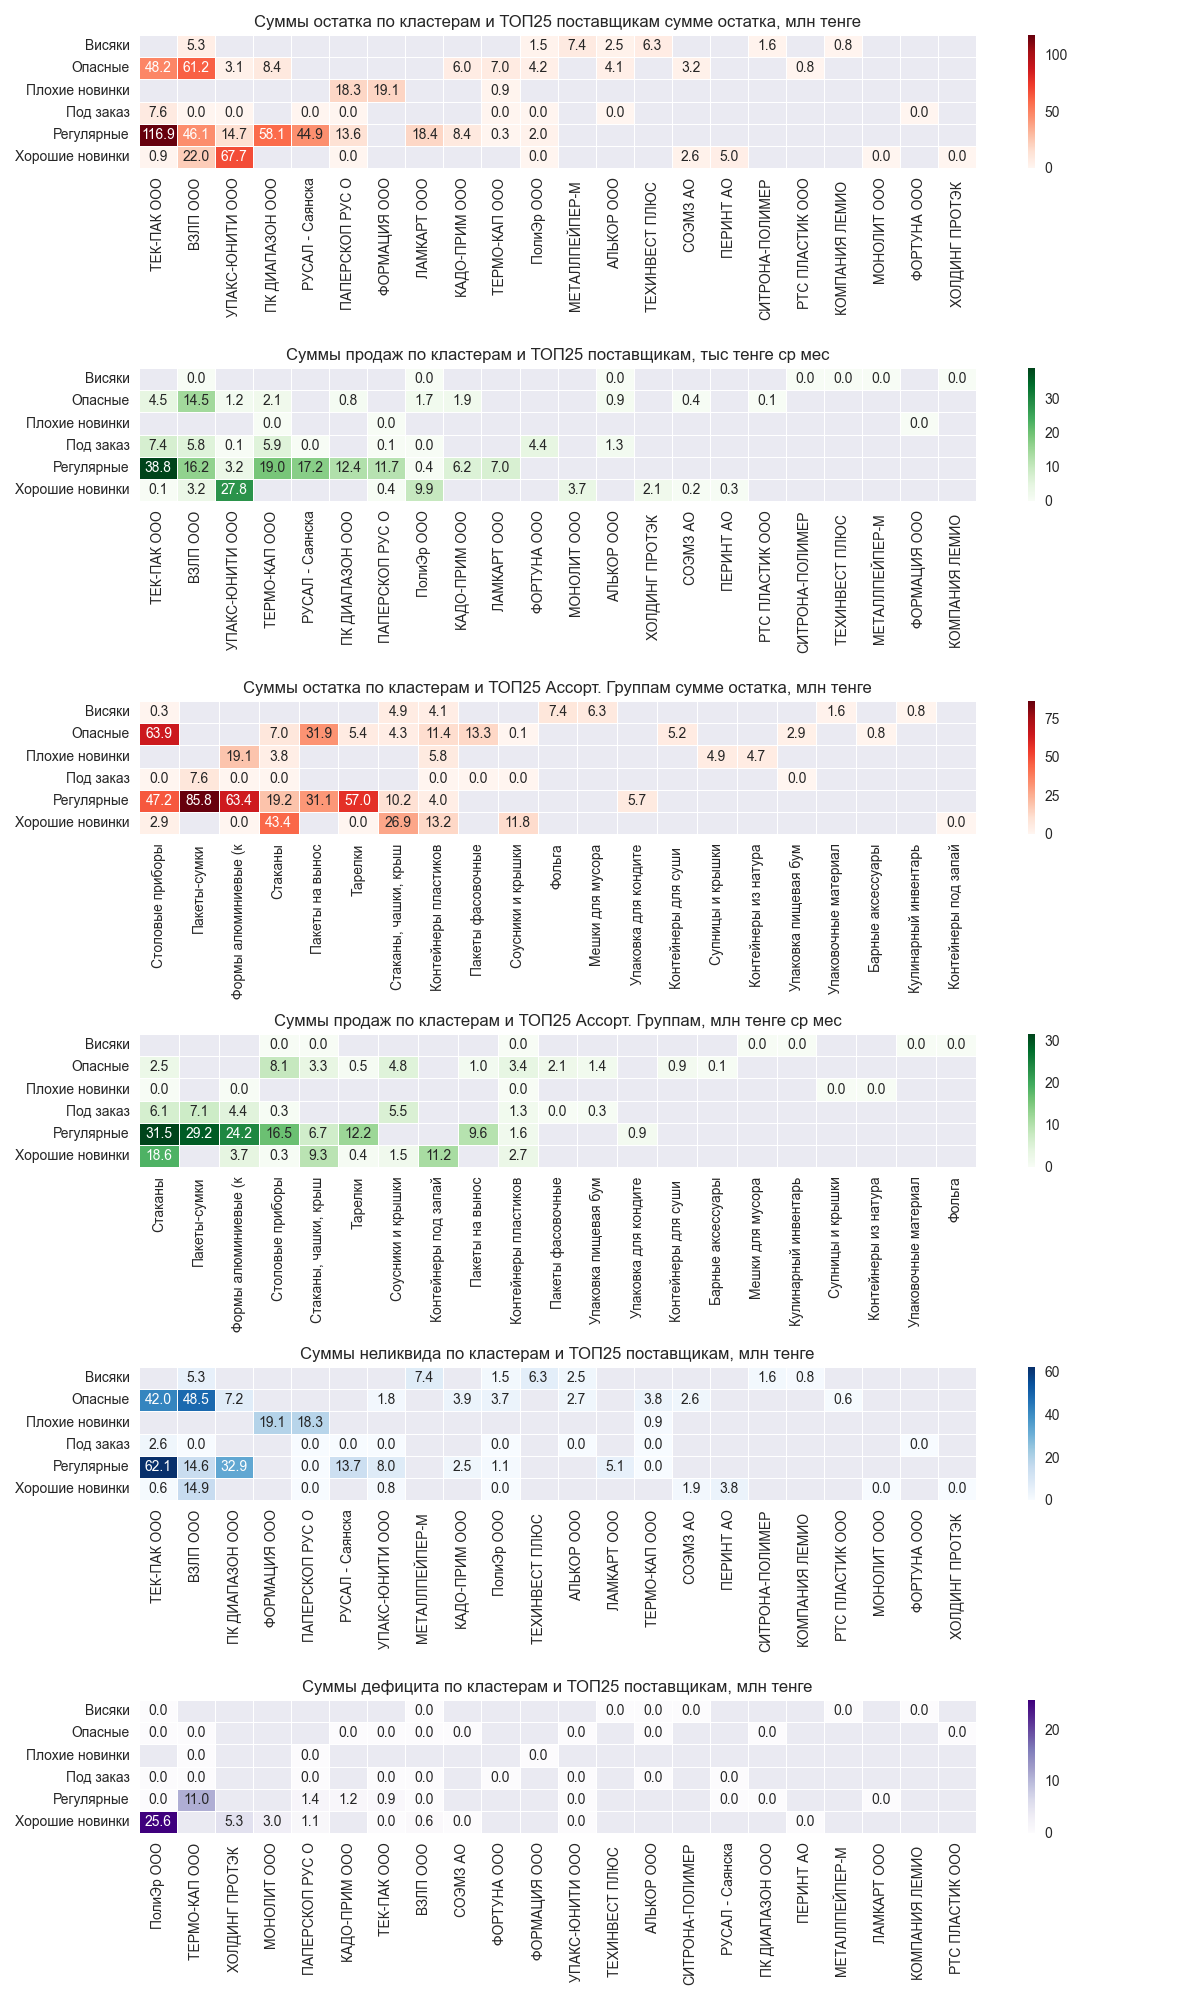 Суммы остатка по кластерам и ТОП25 поставщикам сумме остатка, млн тенге
Висяки 5.3 1.5 7.4 2.5 6.3 1.6 0.8
Опасные 48.2 61.2 3.1 8.4 6.0 7.0 4.2 4.1 3.2 0.8
Плохие новинки 18.3 19.1 0.9
Под заказ 7.6 0.0 0.0 0.0 0.0 0.0 0.0 0.0 0.0
Регулярные 116.9 46.1 14.7 58.1 44.9 13.6 18.4 8.4 0.3 2.0
Хорошие новинки 0.9 22.0 67.7 0.0 0.0 2.6 5.0 0.0 0.0
100
50
0
ТЕК-ПАК ООО
ВЗЛП ООО
УПАКС-ЮНИТИ ООО
ПК ДИАПАЗОН ООО
РУСАЛ - Саянска
ПАПЕРСКОП РУС О
ФОРМАЦИЯ ООО
ЛАМКАРТ ООО
КАДО-ПРИМ ООО
ТЕРМО-КАП ООО
ПолиЭр ООО
МЕТАЛЛПЕЙПЕР-М
АЛЬКОР ООО
ТЕХИНВЕСТ ПЛЮС
СОЭМЗ АО
ПЕРИНТ АО
СИТРОНА-ПОЛИМЕР
РТС ПЛАСТИК ООО
КОМПАНИЯ ЛЕМИО
МОНОЛИТ ООО
ФОРТУНА ООО
ХОЛДИНГ ПРОТЭК
Суммы продаж по кластерам и ТОП25 поставщикам, тыс тенге ср мес
Висяки 0.0 0.0 0.0 0.0 0.0 0.0 0.0
Опасные 4.5 14.5 1.2 2.1 0.8 1.7 1.9 0.9 0.4 0.1
Плохие новинки 0.0 0.0 0.0
Под заказ 7.4 5.8 0.1 5.9 0.0 0.1 0.0 4.4 1.3
Регулярные 38.8 16.2 3.2 19.0 17.2 12.4 11.7 0.4 6.2 7.0
Хорошие новинки 0.1 3.2 27.8 0.4 9.9 3.7 2.1 0.2 0.3
30
20
10
0
ТЕК-ПАК ООО
ВЗЛП ООО
УПАКС-ЮНИТИ ООО
ТЕРМО-КАП ООО
РУСАЛ - Саянска
ПК ДИАПАЗОН ООО
ПАПЕРСКОП РУС О
ПолиЭр ООО
КАДО-ПРИМ ООО
ЛАМКАРТ ООО
ФОРТУНА ООО
МОНОЛИТ ООО
АЛЬКОР ООО
ХОЛДИНГ ПРОТЭК
СОЭМЗ АО
ПЕРИНТ АО
РТС ПЛАСТИК ООО
СИТРОНА-ПОЛИМЕР
ТЕХИНВЕСТ ПЛЮС
МЕТАЛЛПЕЙПЕР-М
ФОРМАЦИЯ ООО
КОМПАНИЯ ЛЕМИО
Суммы остатка по кластерам и ТОП25 Ассорт. Группам сумме остатка, млн тенге
Висяки 0.3 4.9 4.1 7.4 6.3 1.6 0.8
Опасные 63.9 7.0 31.9 5.4 4.3 11.4 13.3 0.1 5.2 2.9 0.8
Плохие новинки 19.1 3.8 5.8 4.9 4.7
Под заказ 0.0 7.6 0.0 0.0 0.0 0.0 0.0 0.0
Регулярные 47.2 85.8 63.4 19.2 31.1 57.0 10.2 4.0 5.7
Хорошие новинки 2.9 0.0 43.4 0.0 26.9 13.2 11.8 0.0
75
50
25
0
Столовые приборы
Пакеты-сумки
Формы алюминиевые (к
Стаканы
Пакеты на вынос
Тарелки
Стаканы, чашки, крыш
Контейнеры пластиков
Пакеты фасовочные
Соусники и крышки
Фольга
Мешки для мусора
Упаковка для кондите
Контейнеры для суши
Супницы и крышки
Контейнеры из натура
Упаковка пищевая бум
Упаковочные материал
Барные аксессуары
Кулинарный инвентарь
Контейнеры под запай
Суммы продаж по кластерам и ТОП25 Ассорт. Группам, млн тенге ср мес
Висяки 0.0 0.0 0.0 0.0 0.0 0.0 0.0
Опасные 2.5 8.1 3.3 0.5 4.8 1.0 3.4 2.1 1.4 0.9 0.1
Плохие новинки 0.0 0.0 0.0 0.0 0.0
Под заказ 6.1 7.1 4.4 0.3 5.5 1.3 0.0 0.3
Регулярные 31.5 29.2 24.2 16.5 6.7 12.2 9.6 1.6 0.9
Хорошие новинки 18.6 3.7 0.3 9.3 0.4 1.5 11.2 2.7
30
20
10
0
Стаканы
Пакеты-сумки
Формы алюминиевые (к
Столовые приборы
Стаканы, чашки, крыш
Тарелки
Соусники и крышки
Контейнеры под запай
Пакеты на вынос
Контейнеры пластиков
Пакеты фасовочные
Упаковка пищевая бум
Упаковка для кондите
Контейнеры для суши
Барные аксессуары
Мешки для мусора
Кулинарный инвентарь
Супницы и крышки
Контейнеры из натура
Упаковочные материал
Фольга
Суммы неликвида по кластерам и ТОП25 поставщикам, млн тенге
Висяки 5.3 7.4 1.5 6.3 2.5 1.6 0.8
Опасные 42.0 48.5 7.2 1.8 3.9 3.7 2.7 3.8 2.6 0.6
Плохие новинки 19.1 18.3 0.9
Под заказ 2.6 0.0 0.0 0.0 0.0 0.0 0.0 0.0 0.0
Регулярные 62.1 14.6 32.9 0.0 13.7 8.0 2.5 1.1 5.1 0.0
Хорошие новинки 0.6 14.9 0.0 0.8 0.0 1.9 3.8 0.0 0.0
60
40
20
0
ТЕК-ПАК ООО
ВЗЛП ООО
ПК ДИАПАЗОН ООО
ФОРМАЦИЯ ООО
ПАПЕРСКОП РУС О
РУСАЛ - Саянска
УПАКС-ЮНИТИ ООО
МЕТАЛЛПЕЙПЕР-М
КАДО-ПРИМ ООО
ПолиЭр ООО
ТЕХИНВЕСТ ПЛЮС
АЛЬКОР ООО
ЛАМКАРТ ООО
ТЕРМО-КАП ООО
СОЭМЗ АО
ПЕРИНТ АО
СИТРОНА-ПОЛИМЕР
КОМПАНИЯ ЛЕМИО
РТС ПЛАСТИК ООО
МОНОЛИТ ООО
ФОРТУНА ООО
ХОЛДИНГ ПРОТЭК
Суммы дефицита по кластерам и ТОП25 поставщикам, млн тенге
Висяки 0.0 0.0 0.0 0.0 0.0 0.0 0.0
Опасные 0.0 0.0 0.0 0.0 0.0 0.0 0.0 0.0 0.0 0.0
Плохие новинки 0.0 0.0 0.0
Под заказ 0.0 0.0 0.0 0.0 0.0 0.0 0.0 0.0 0.0
Регулярные 0.0 11.0 1.4 1.2 0.9 0.0 0.0 0.0 0.0 0.0
Хорошие новинки 25.6 5.3 3.0 1.1 0.0 0.6 0.0 0.0 0.0
20
10
0
ПолиЭр ООО
ТЕРМО-КАП ООО
ХОЛДИНГ ПРОТЭК
МОНОЛИТ ООО
ПАПЕРСКОП РУС О
КАДО-ПРИМ ООО
ТЕК-ПАК ООО
ВЗЛП ООО
СОЭМЗ АО
ФОРТУНА ООО
ФОРМАЦИЯ ООО
УПАКС-ЮНИТИ ООО
ТЕХИНВЕСТ ПЛЮС
АЛЬКОР ООО
СИТРОНА-ПОЛИМЕР
РУСАЛ - Саянска
ПК ДИАПАЗОН ООО
ПЕРИНТ АО
МЕТАЛЛПЕЙПЕР-М
ЛАМКАРТ ООО
КОМПАНИЯ ЛЕМИО
РТС ПЛАСТИК ООО